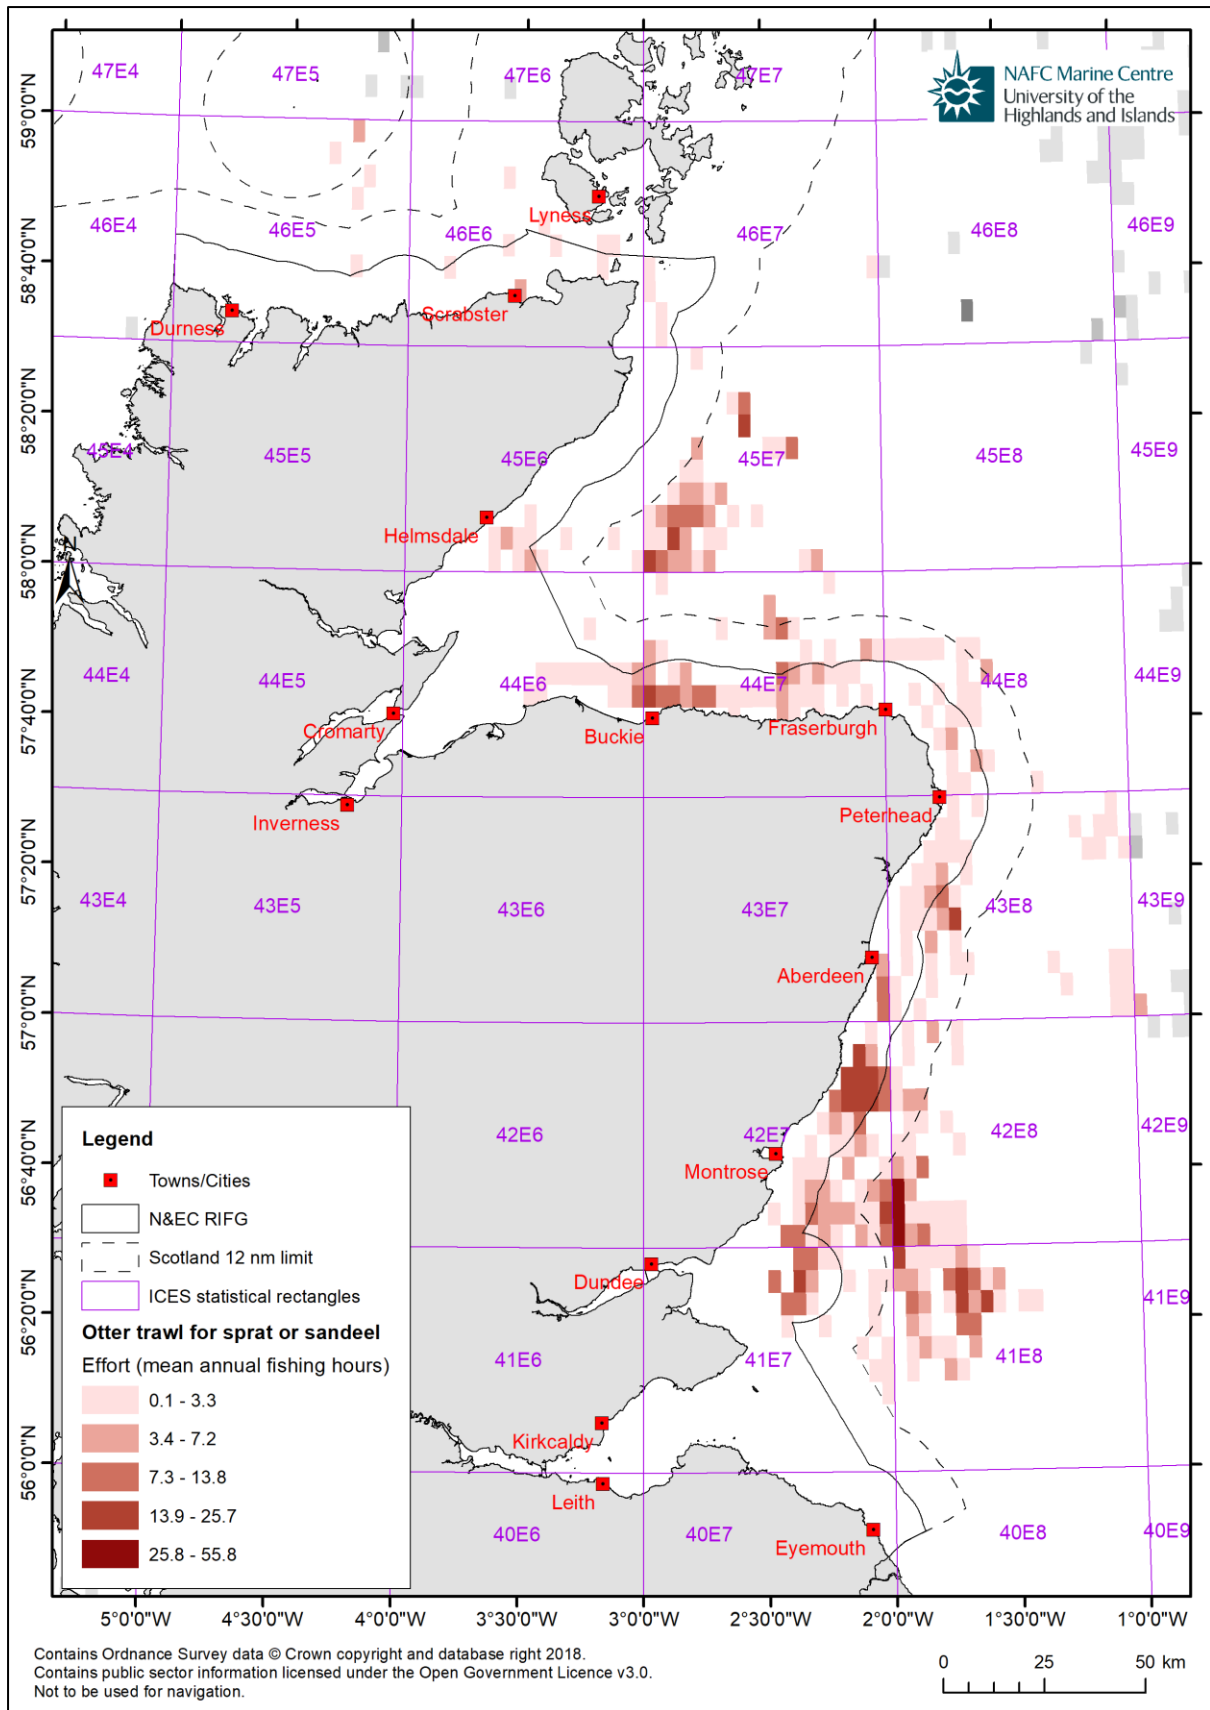 NAFC Marine Centre
University of the
Highlands and Islands
47E4
47E5
47E6
47E7
59°0'0"N
46E4
46E5
46E6
46E7
46E8
46E9
Lyness
58°40'0"N
Scrabster
Durness
58°20'0"N
45E4
45E5
45E6
45E7
45E8
45E9
Helmsdale
58°0'0"N
N
44E4
44E5
44E6
44E7
44E8
44E9
57°40'0"N
Cromarty
Buckie
Fraserburgh
Inverness
Peterhead
57°20'0"N
43E4
43E5
43E6
43E7
43E8
43E9
Aberdeen
57°0'0"N
42E6
42E7
42E8
42E9
56°40'0"N
Montrose
Dundee
56°20'0"N
41E6
41E7
41E8
41E9
Kirkcaldy
56°0'0"N
Leith
40E6
40E7
40E8
40E9
Eyemouth
Legend
Towns/Cities
N&EC RIFG
Scotland 12 nm limit
ICES statistical rectangles
Otter trawl for sprat or sandeel
Effort (mean annual fishing hours)
0.1 - 3.3
3.4 - 7.2
7.3 - 13.8
13.9 - 25.7
25.8 - 55.8
5°0'0"W
4°30'0"W
4°0'0"W
3°30'0"W
3°0'0"W
2°30'0"W
2°0'0"W
1°30'0"W
1°0'0"W
Contains Ordnance Survey data © Crown copyright and database right 2018.
Contains public sector information licensed under the Open Government Licence v3.0.
Not to be used for navigation.
0 25 50 km